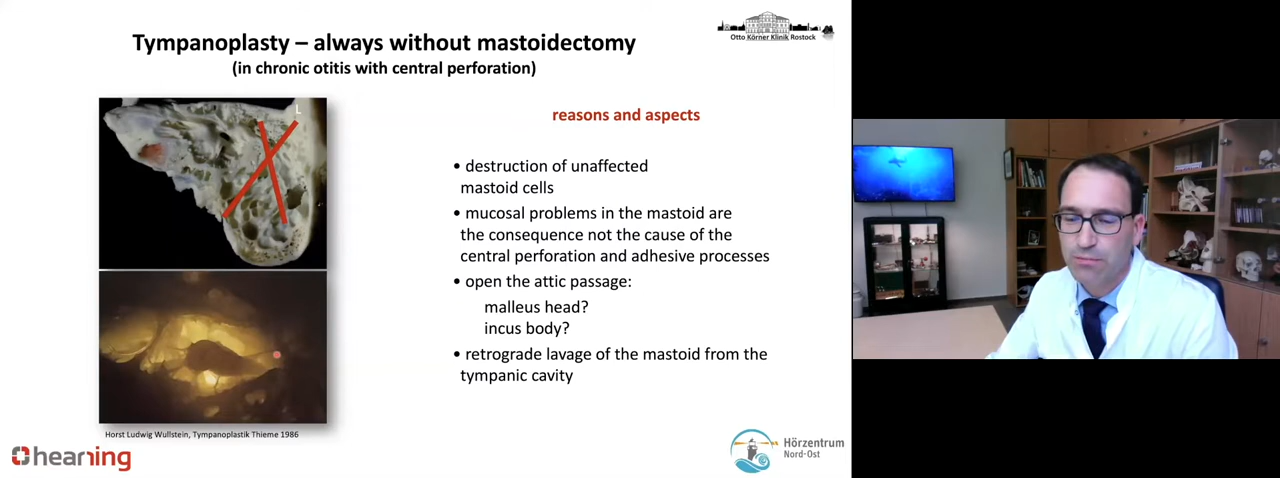 Otto Körner Klinik Rostock
Tympanoplasty – always without mastoidectomy
(in chronic otitis with central perforation)
L
reasons and aspects
• destruction of unaffected
mastoid cells
• mucosal problems in the mastoid are
the consequence not the cause of the
central perforation and adhesive processes
• open the attic passage:
malleus head?
incus body?
• retrograde lavage of the mastoid from the
tympanic cavity
Horst Ludwig Wullstein, Tympanoplastik Thieme 1986
hearring
Hörzentrum
Nord-Ost